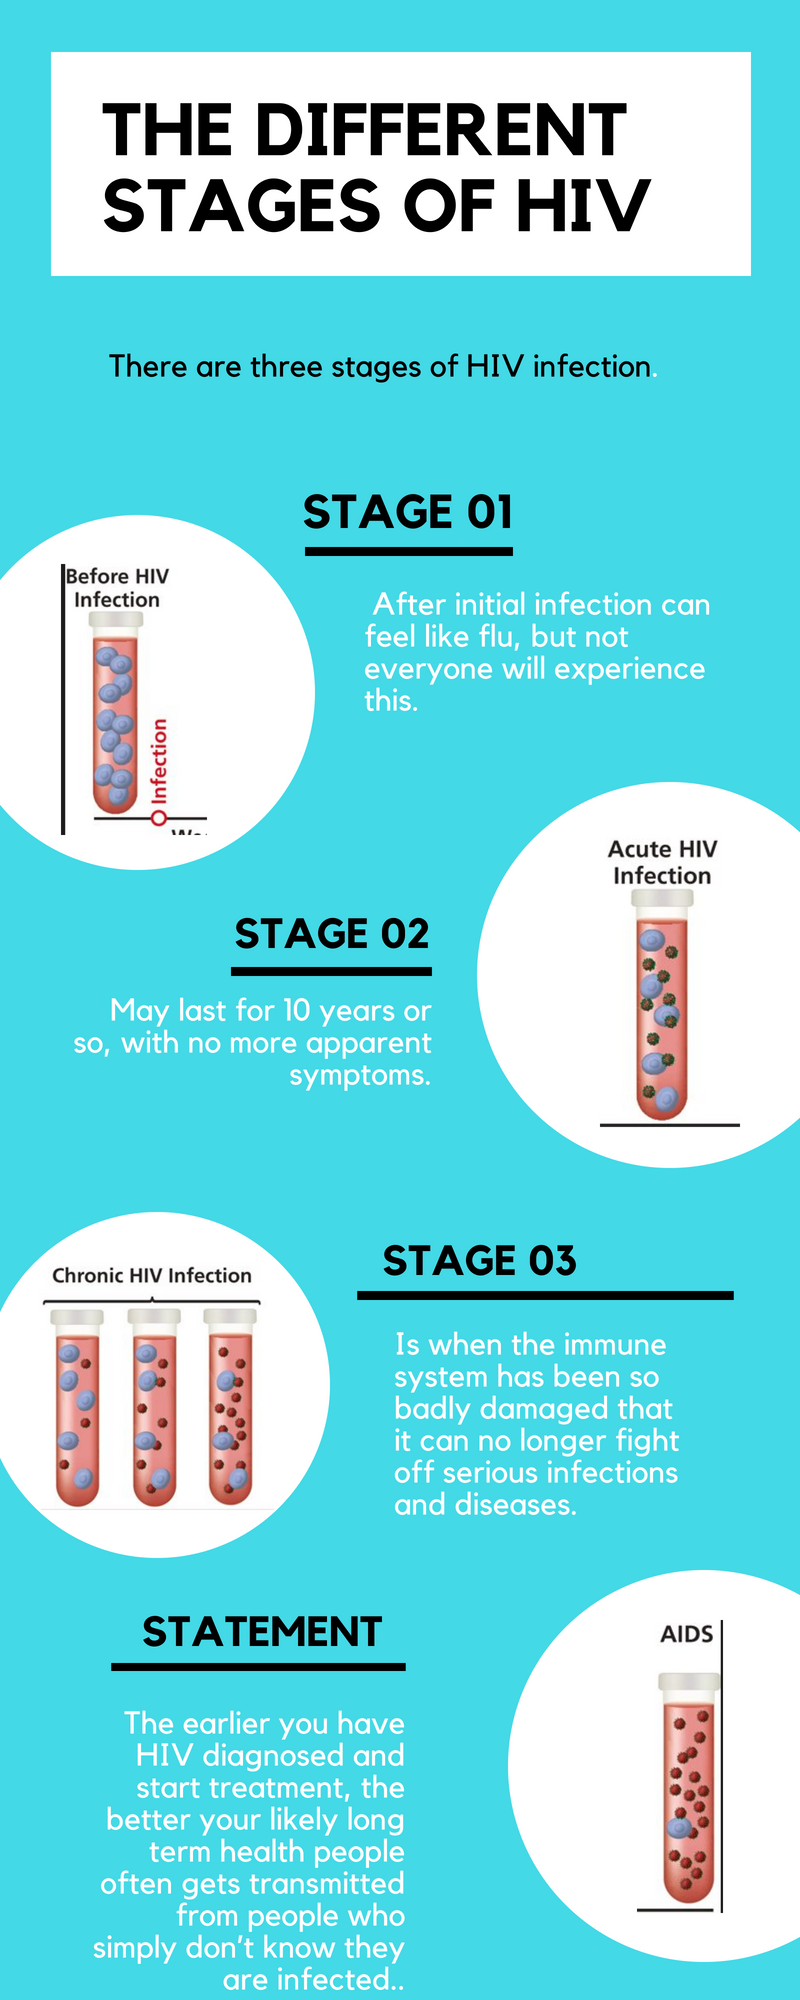 THE DIFFERENT
STAGES OF HIV
There are three stages of HIV infection.
STAGE 01
Before HIV
Infection
Infection
After initial infection can
feel like flu, but not
everyone will experience
this.
Acute HIV
Infection
STAGE 02
May last for 10 years or
so, with no more apparent
symptoms.
Chronic HIV Infection
STAGE 03
Is when the immune
system has been so
badly damaged that
it can no longer fight
off serious infections
and diseases.
STATEMENT
AIDS
The earlier you have
HIV diagnosed and
start treatment, the
better your likely long
term health people
often gets transmitted
from people who
simply don't know they
are infected..